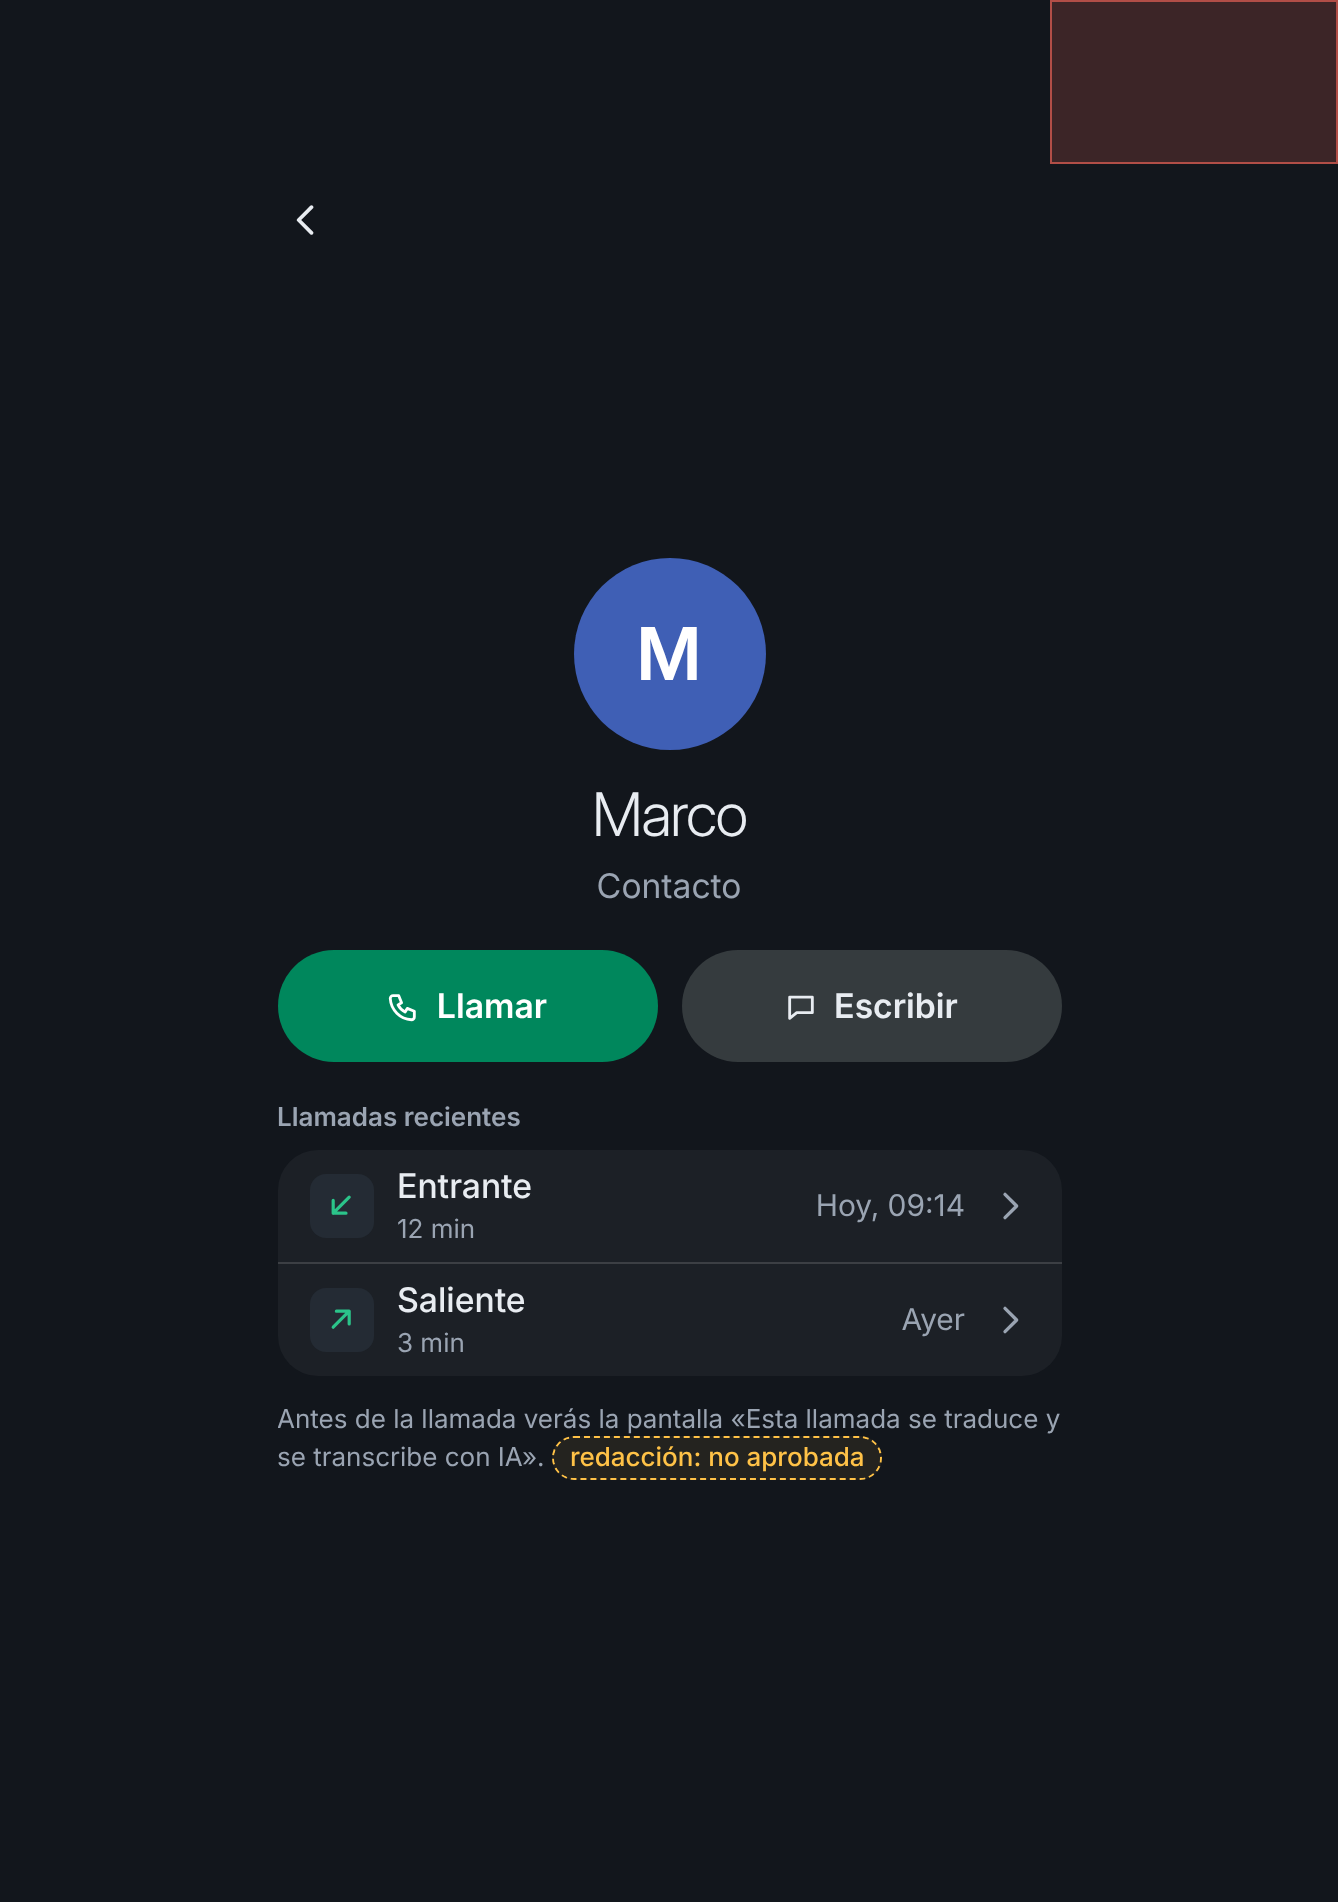 M
Marco
Contacto
Llamar
Escribir
Llamadas recientes
Entrante
12 min
Hoy, 09:14
Saliente
3 min
Ayer
Antes de la llamada verás la pantalla «Esta llamada se traduce y
se transcribe con IA». redacción: no aprobada